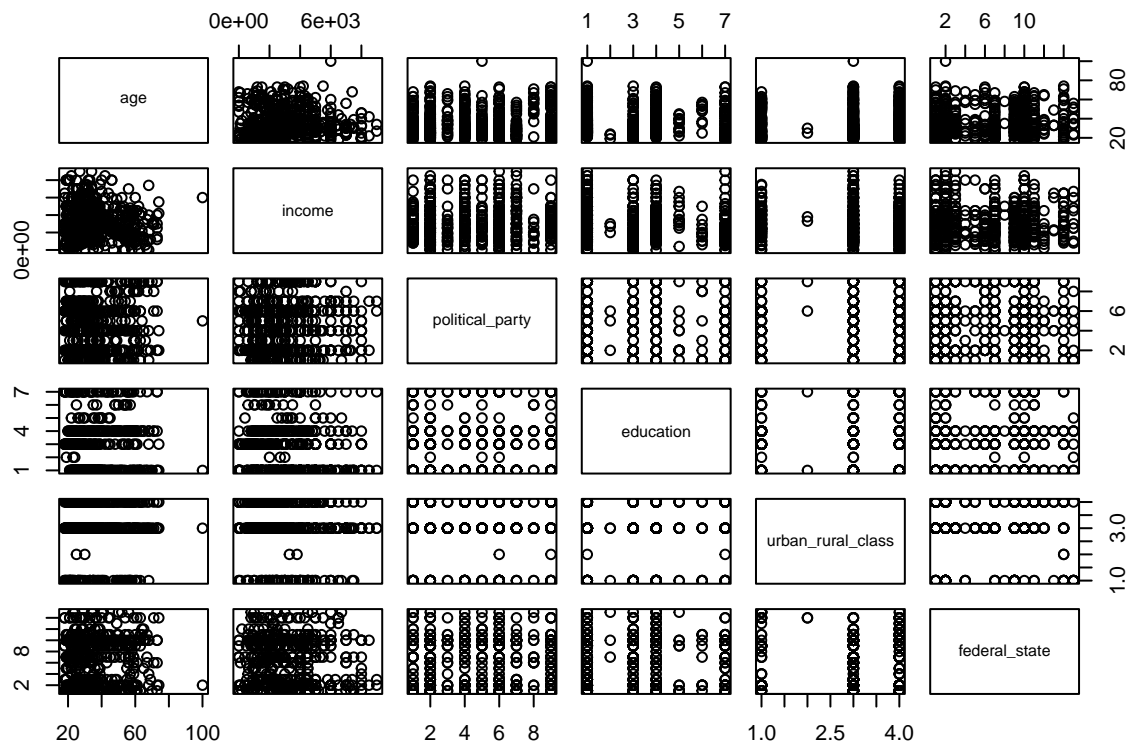 0e+00 6e+03 1 3 5 7 2 6 10
age 20 80
0e+00 income
political_party 2 6
1 4 7 education
urban_rural_class 1.0 3.0
2 8 federal_state
20 60 100 2 4 6 8 1.0 2.5 4.0